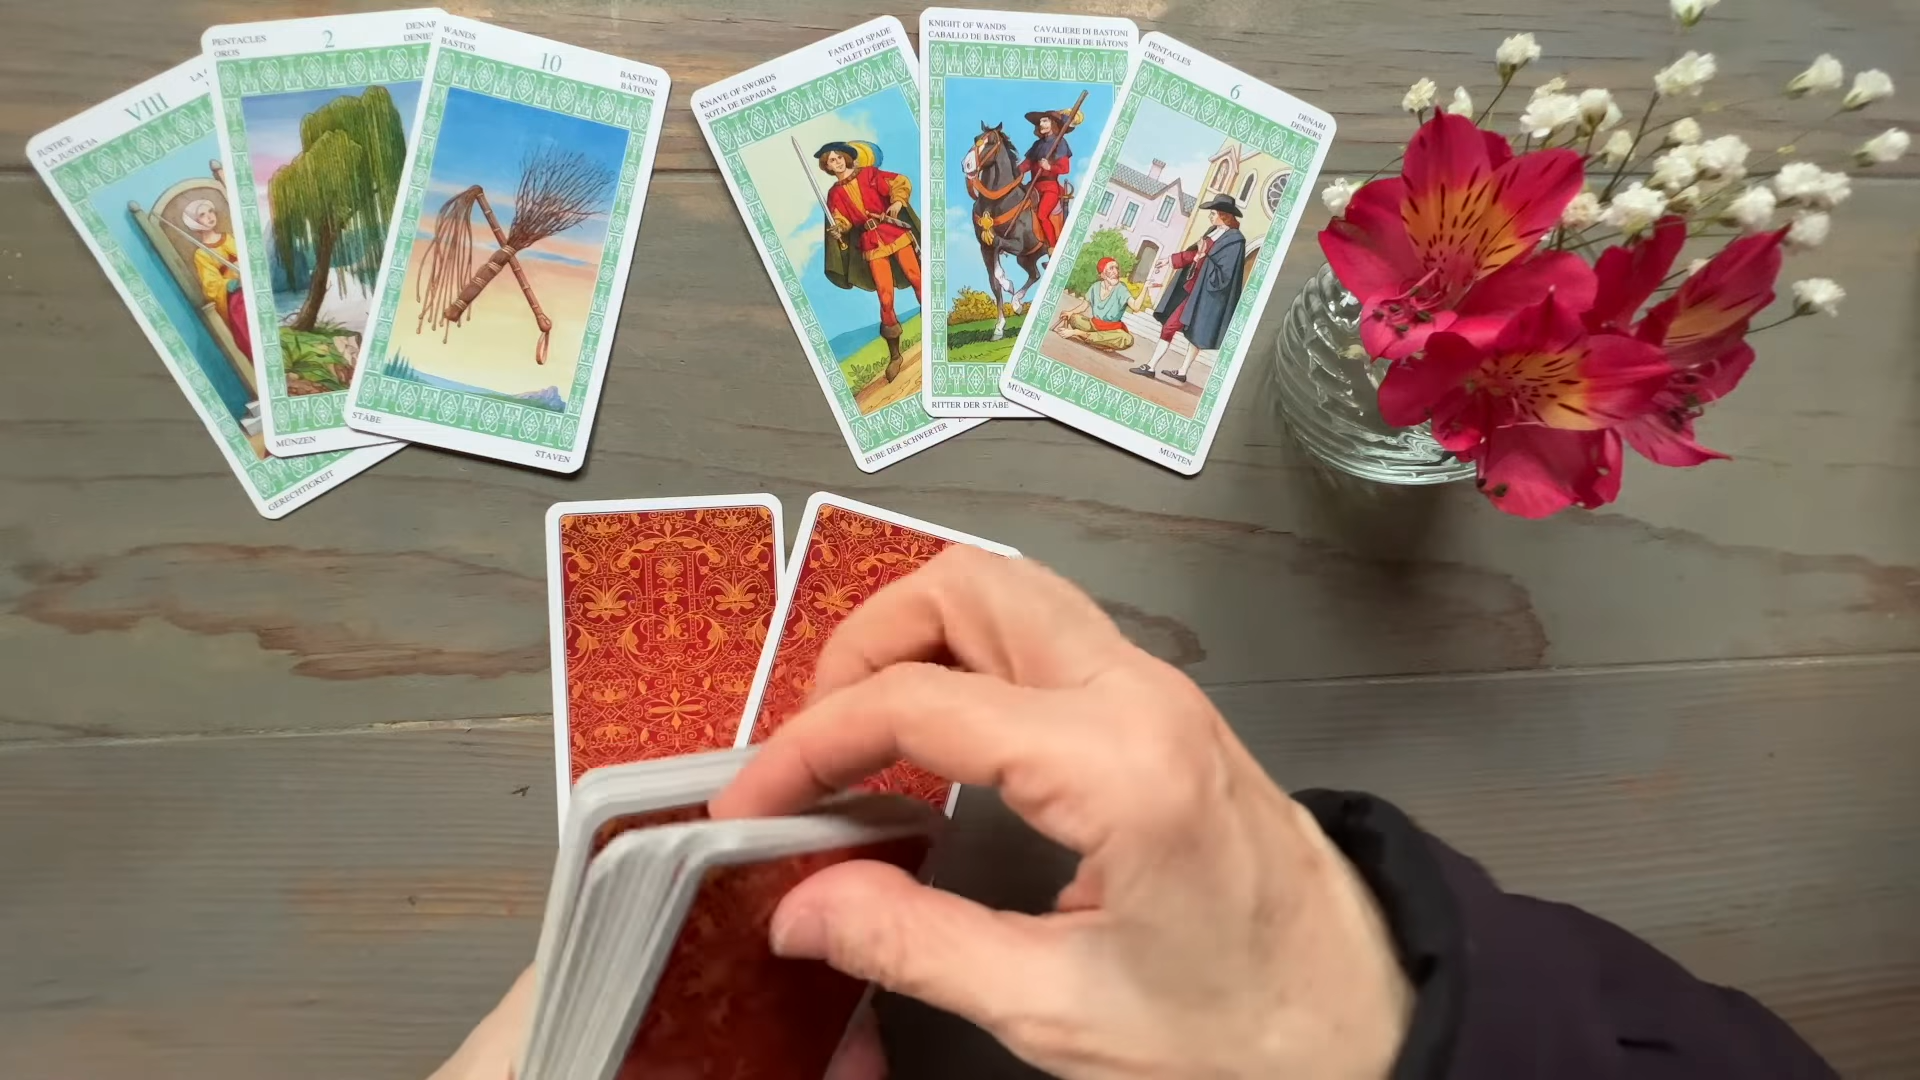 JUSTICE
LA JUSTICIA
VIII
GERECHTIGKEIT
PENTACLES
OROS
2
MÜNZEN
WANDS
BASTOS
10
BASTONI
BÂTONS
STÄBE
STAVEN
KNAVE OF SWORDS
SOTA DE ESPADAS
FANTE DI SPADE
VALET D'ÉPÉES
BUBE DER SCHWERTER
KNIGHT OF WANDS
CABALLO DE BASTOS
CAVALIERE DI BASTONI
CHEVALIER DE BÂTONS
RITTER DER STÄBE
PENTACLES
OROS
6
DENARI
DENIERS
MÜNZEN
MUNTEN